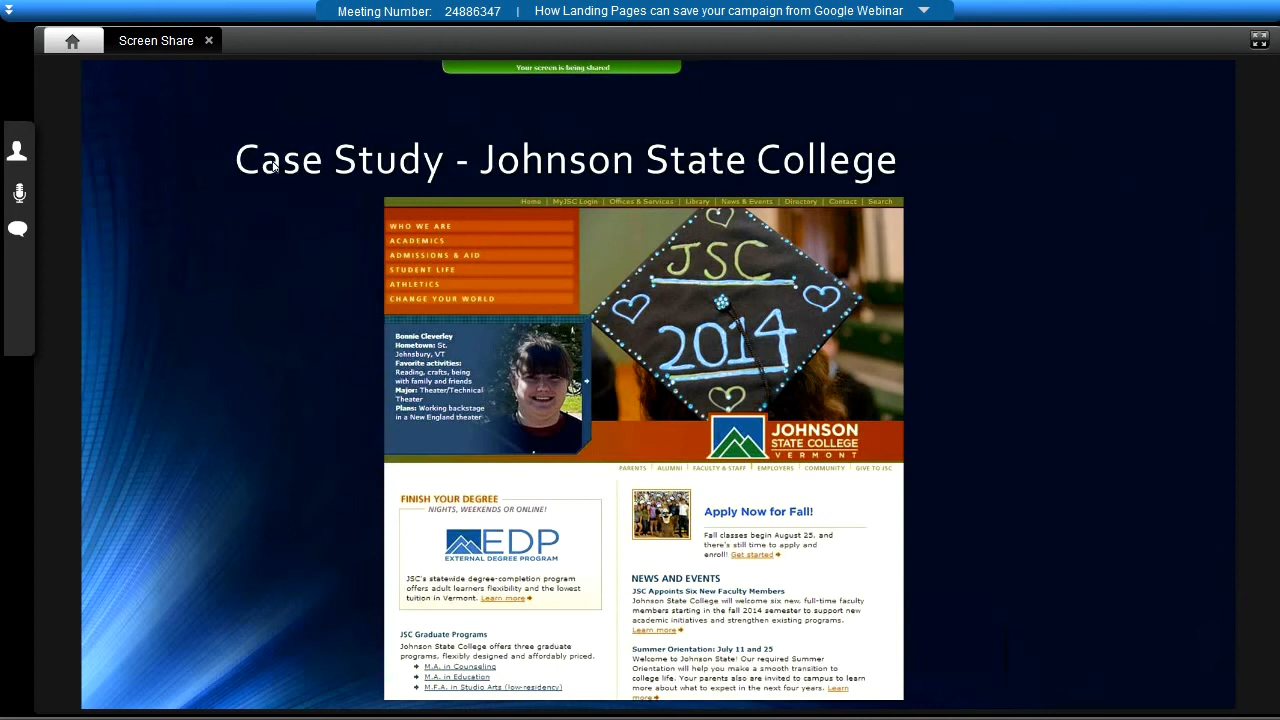 Meeting Number: 24886347 | How Landing Pages can save your campaign from Google Webinar
Screen Share
Your screen is being shared
Case Study - Johnson State College
Home | MyJSC Login | Offices & Services | Library | News & Events | Directory | Contact | Search
WHO WE ARE
ACADEMICS
ADMISSIONS & AID
STUDENT LIFE
ATHLETICS
CHANGE YOUR WORLD
JSC
2014
Bonnie Cleverley
Hometown: St.
Johnsbury, VT
Favorite activities:
Reading, crafts, being
with family and friends
Major: Theater/Technical
Theater
Plans: Working backstage
in a New England theater
JOHNSON
STATE COLLEGE
VERMONT
PARENTS | ALUMNI | FACULTY & STAFF | EMPLOYERS | COMMUNITY | GIVE TO JSC
FINISH YOUR DEGREE
NIGHTS, WEEKENDS OR ONLINE!
EDP
EXTERNAL DEGREE PROGRAM
JSC's statewide degree-completion program
offers adult learners flexibility and the lowest
tuition in Vermont. Learn more
JSC Graduate Programs
Johnson State College offers three graduate
programs, flexibly designed and affordably priced.
M.A. in Counseling
M.A. in Education
M.F.A. in Studio Arts (low-residency)
Apply Now for Fall!
Fall classes begin August 25, and
there's still time to apply and
enroll! Get started
NEWS AND EVENTS
JSC Appoints Six New Faculty Members
Johnson State College will welcome six new, full-time faculty
members starting in the fall 2014 semester to support new
academic initiatives and strengthen existing programs.
Learn more
Summer Orientation: July 11 and 25
Welcome to Johnson State! Our required Summer
Orientation will help you make a smooth transition to
college life. Your parents also are invited to campus to learn
more about what to expect in the next four years. Learn
more